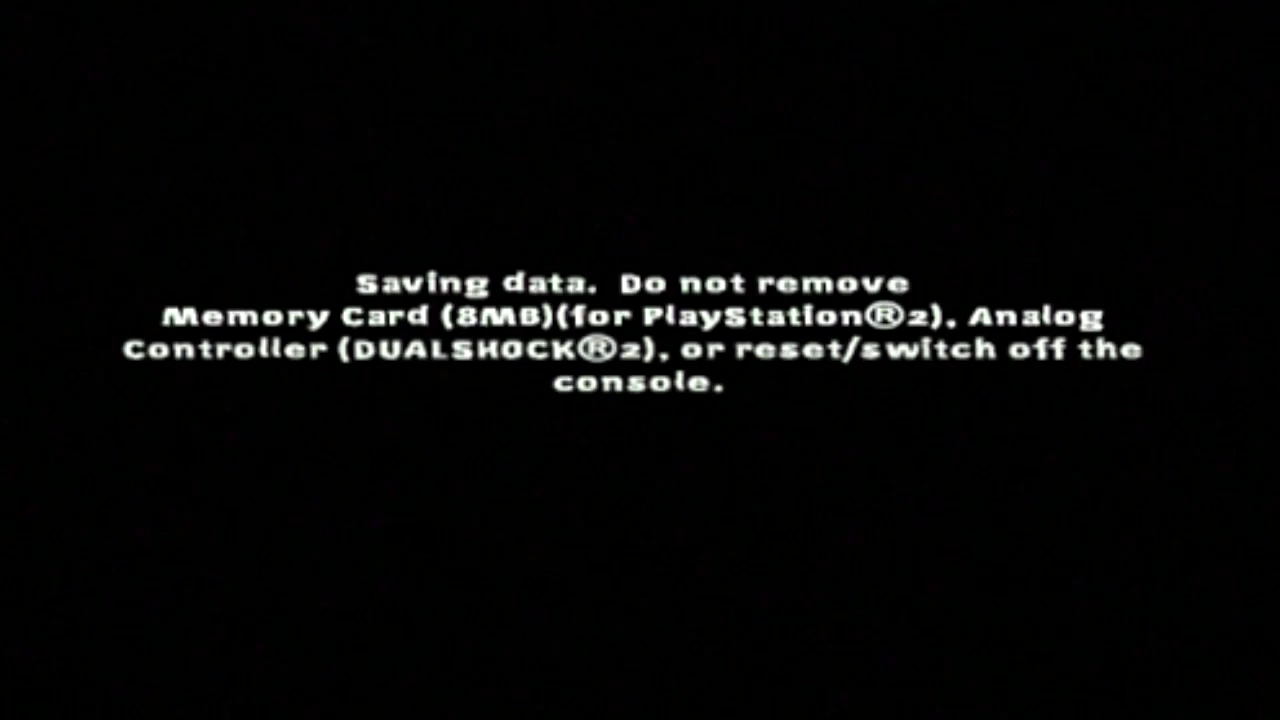 Saving data.  Do not remove
Memory Card (8MB)(for PlayStation®2), Analog
Controller (DUALSHOCK®2), or reset/switch off the
console.